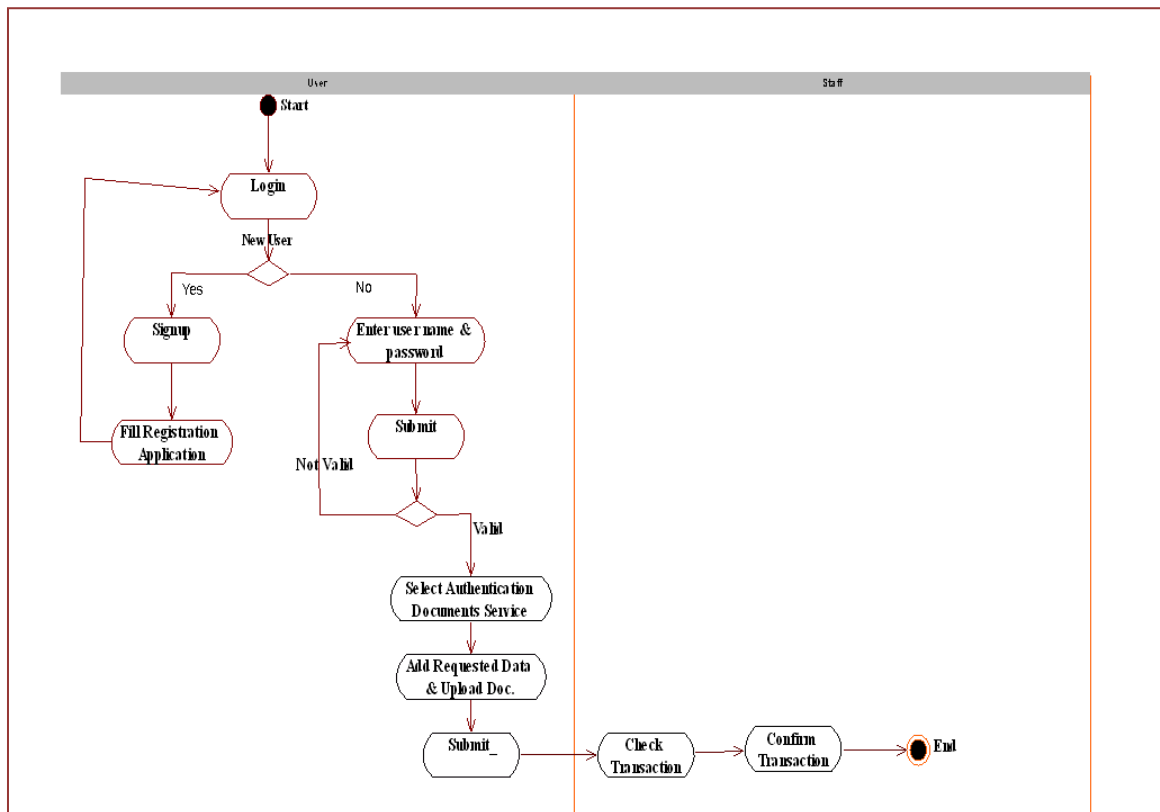 User
Staff
Start
Login
New User
Yes
No
Signup
Enter user name &
password
Fill Registration
Application
Submit
Not Valid
Valid
Select Authentication
Documents Service
Add Requested Data
& Upload Doc.
Submit_
Check
Transaction
Confirm
Transaction
End